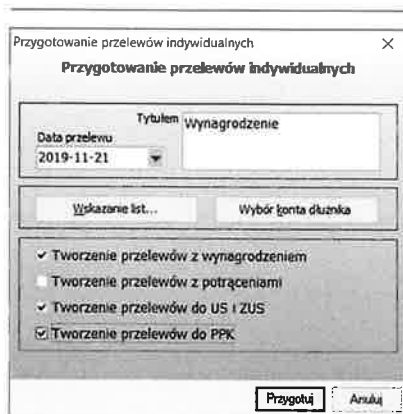 Przygotowanie przelewów indywidualnych
Przygotowanie przelewów indywidualnych
Tytułem
Wynagrodzenie
Data przelewu
2019-11-21
Wskazanie list...
Wybór konta dłużnika
Tworzenie przelewów z wynagrodzeniem
Tworzenie przelewów z potrąceniami
Tworzenie przelewów do US i ZUS
Tworzenie przelewów do PPK
Przygotuj
Anuluj